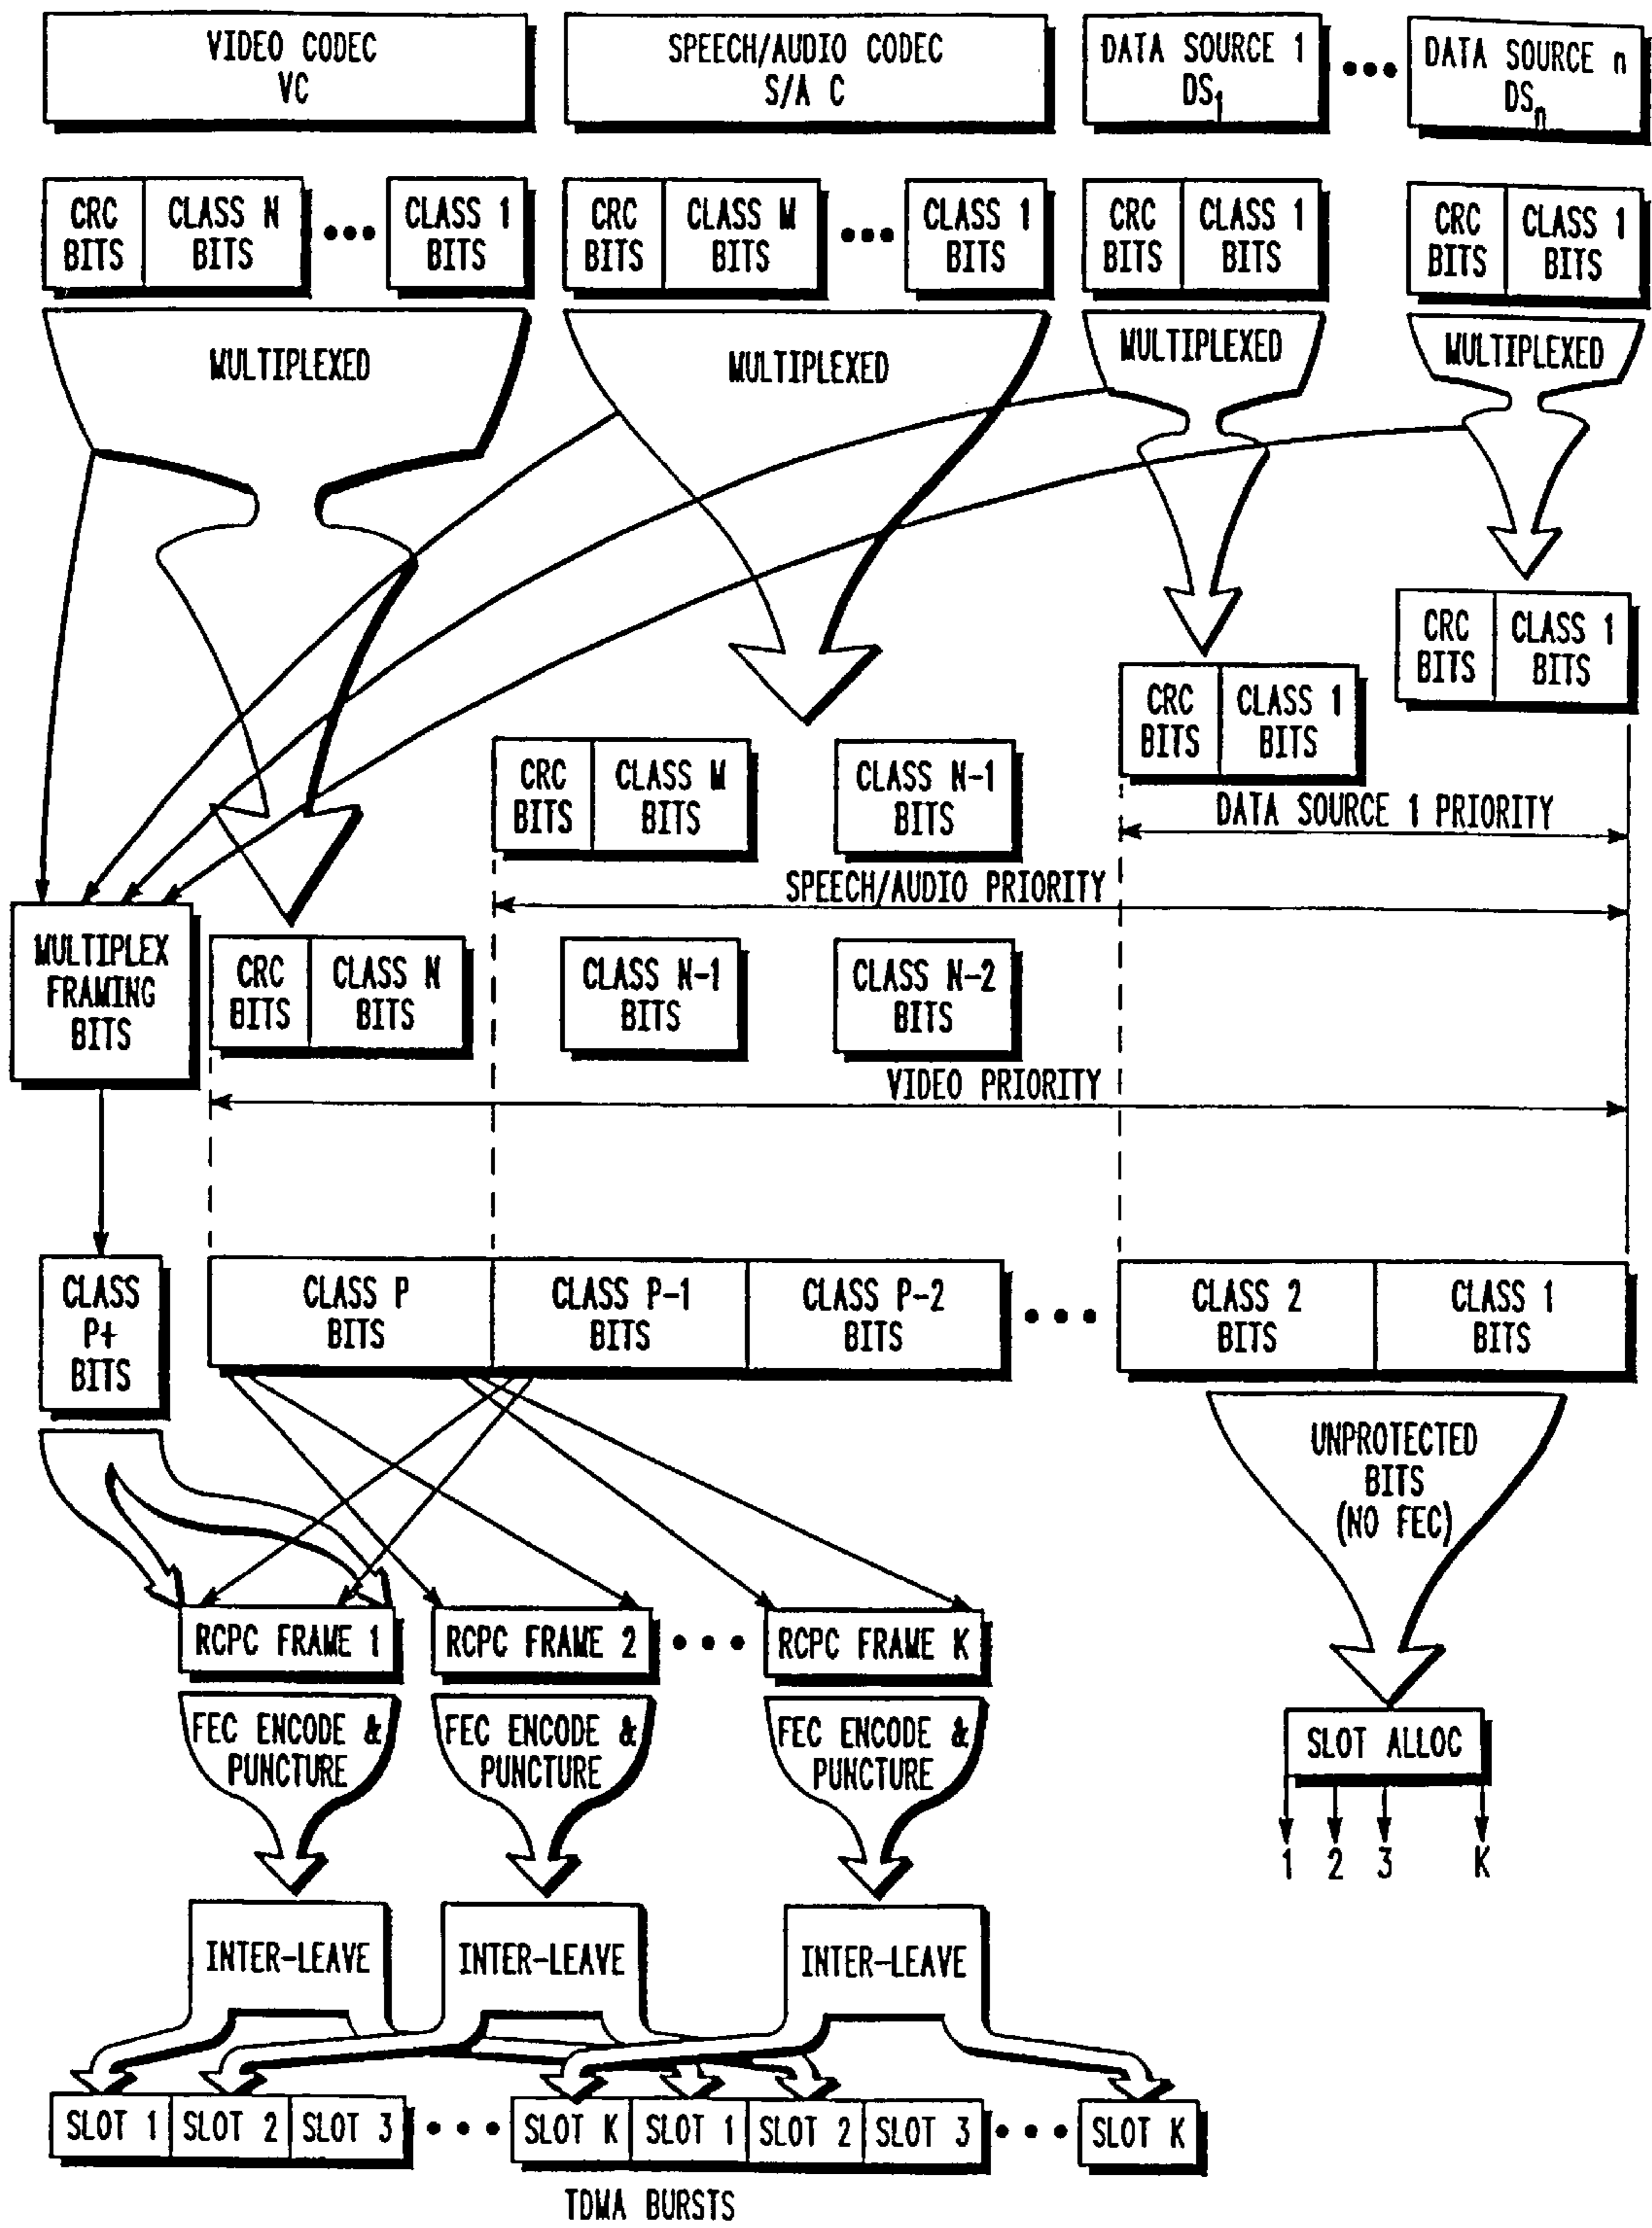 VIDEO CODEC
VC
SPEECH/AUDIO CODEC
S/A C
DATA SOURCE 1
DS1
DATA SOURCE n
DSn
CRC
BITS
CLASS N
BITS
CLASS 1
BITS
CRC
BITS
CLASS M
BITS
CLASS 1
BITS
CRC
BITS
CLASS 1
BITS
CRC
BITS
CLASS 1
BITS
MULTIPLEXED
MULTIPLEXED
MULTIPLEXED
MULTIPLEXED
CRC
BITS
CLASS 1
BITS
CRC
BITS
CLASS 1
BITS
CRC
BITS
CLASS M
BITS
CLASS N-1
BITS
DATA SOURCE 1 PRIORITY
SPEECH/AUDIO PRIORITY
MULTIPLEX
FRAMING
BITS
CRC
BITS
CLASS N
BITS
CLASS N-1
BITS
CLASS N-2
BITS
VIDEO PRIORITY
CLASS
P+
BITS
CLASS P
BITS
CLASS P-1
BITS
CLASS P-2
BITS
CLASS 2
BITS
CLASS 1
BITS
UNPROTECTED
BITS
(NO FEC)
RCPC FRAME 1
RCPC FRAME 2
RCPC FRAME K
FEC ENCODE &
PUNCTURE
FEC ENCODE &
PUNCTURE
FEC ENCODE &
PUNCTURE
SLOT ALLOC
1 2 3 K
INTER-LEAVE
INTER-LEAVE
INTER-LEAVE
SLOT 1 SLOT 2 SLOT 3 SLOT K SLOT 1 SLOT 2 SLOT 3 SLOT K
TDMA BURSTS